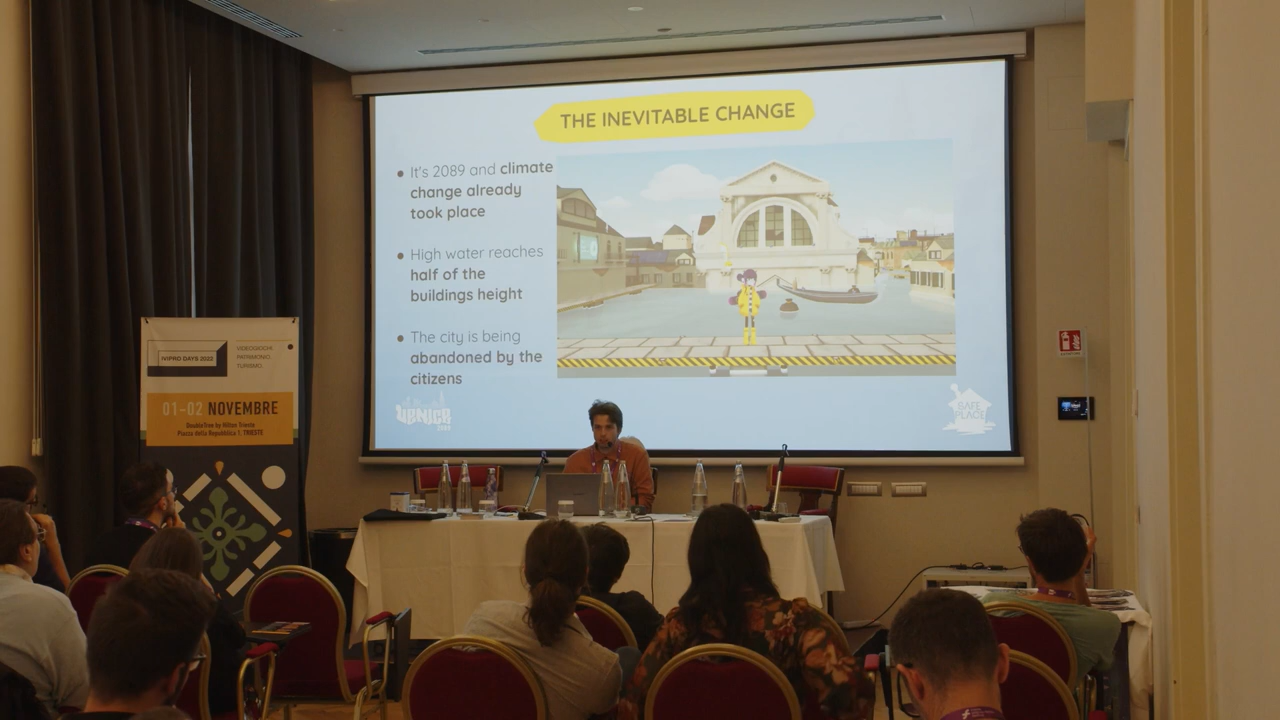 THE INEVITABLE CHANGE
● It's 2089 and climate
change already
took place
● High water reaches
half of the
buildings height
● The city is being
abandoned by the
citizens
VENICE
2089
SAFE
PLACE
NIPRO DAYS 2022
VIDEOGIOCHI,
PATRIMONIO,
TURISMO.
01-02 NOVEMBRE
DoubleTree by Hilton Trieste
Piazza della Repubblica 1, TRIESTE